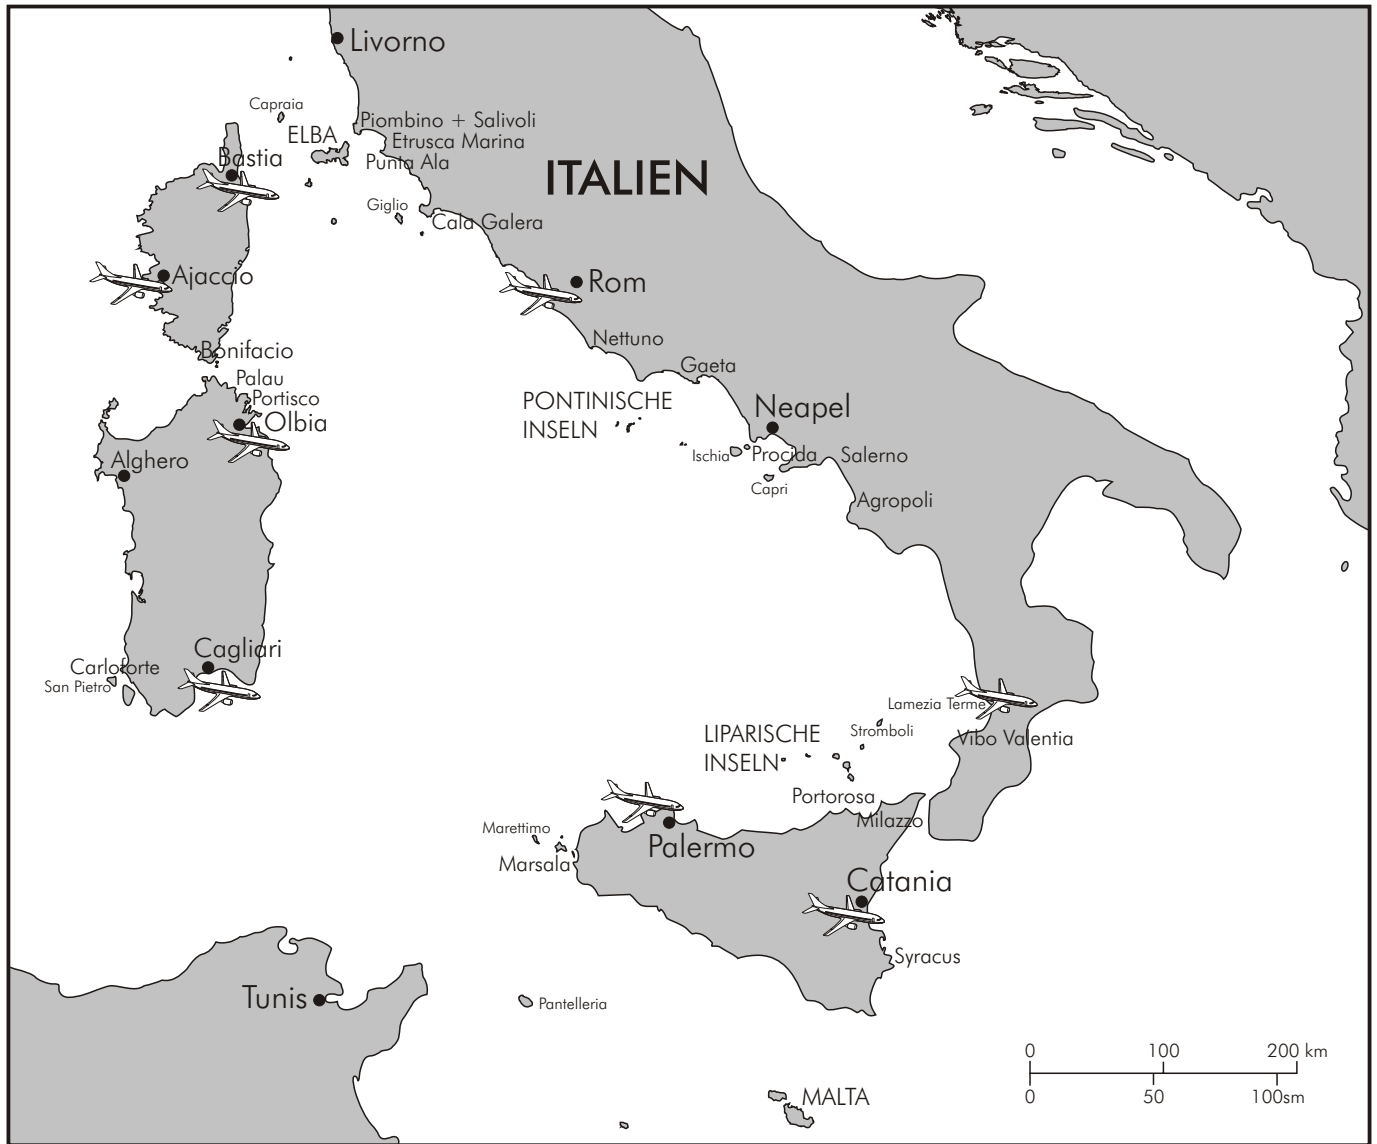 Livorno
Capraia
ELBA
Piombino + Salivoli
Etrusca Marina
Punta Ala
Bastia
ITALIEN
Giglio
Cala Galera
Ajaccio
Rom
Nettuno
Bonifacio
Gaeta
Palau
Portisco
PONTINISCHE
INSELN
Neapel
Olbia
Alghero
Ischia
Procida
Salerno
Capri
Agropoli
Cagliari
Carloforte
San Pietro
Lamezia Terme
LIPARISCHE
INSELN
Stromboli
Vibo Valentia
Portorosa
Milazzo
Marettimo
Palermo
Marsala
Catania
Syracus
Tunis
Pantelleria
0 100 200 km
0 50 100sm
MALTA